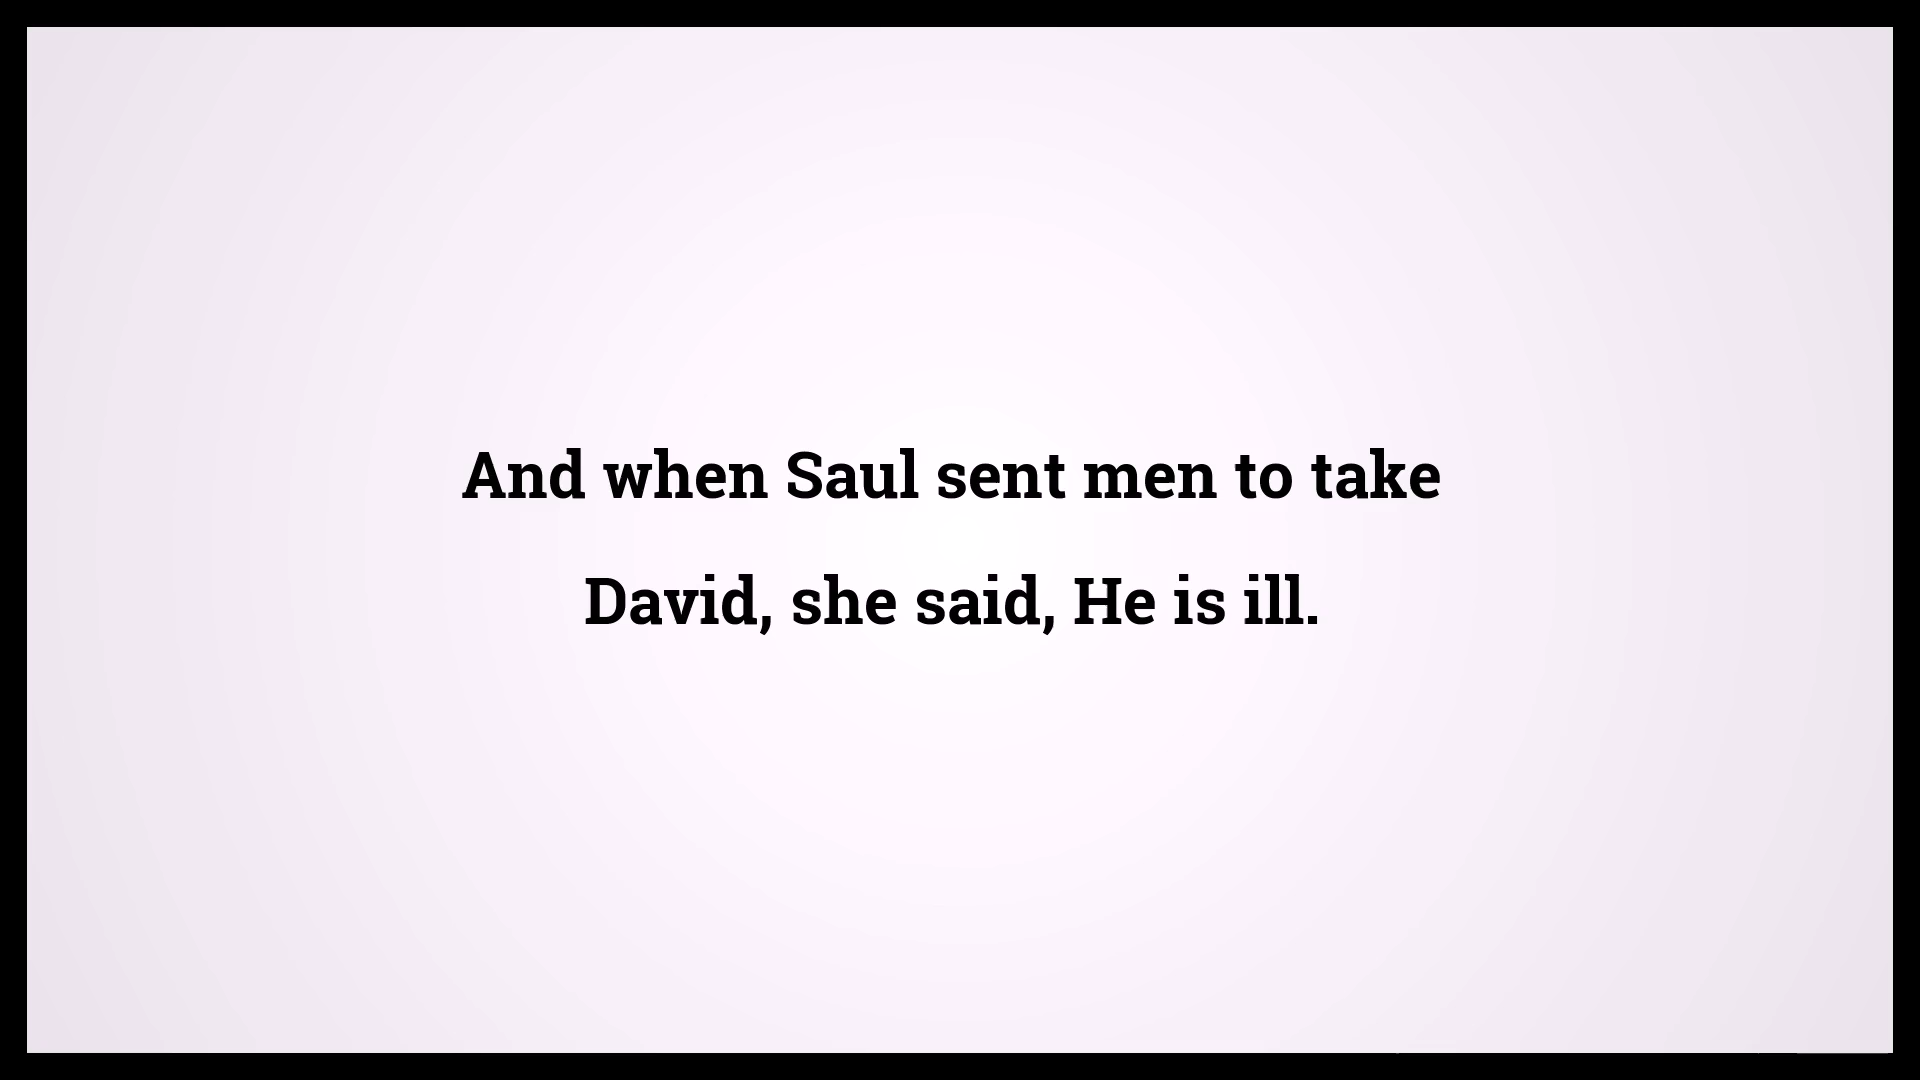 And when Saul sent men to take
David, she said, He is ill.